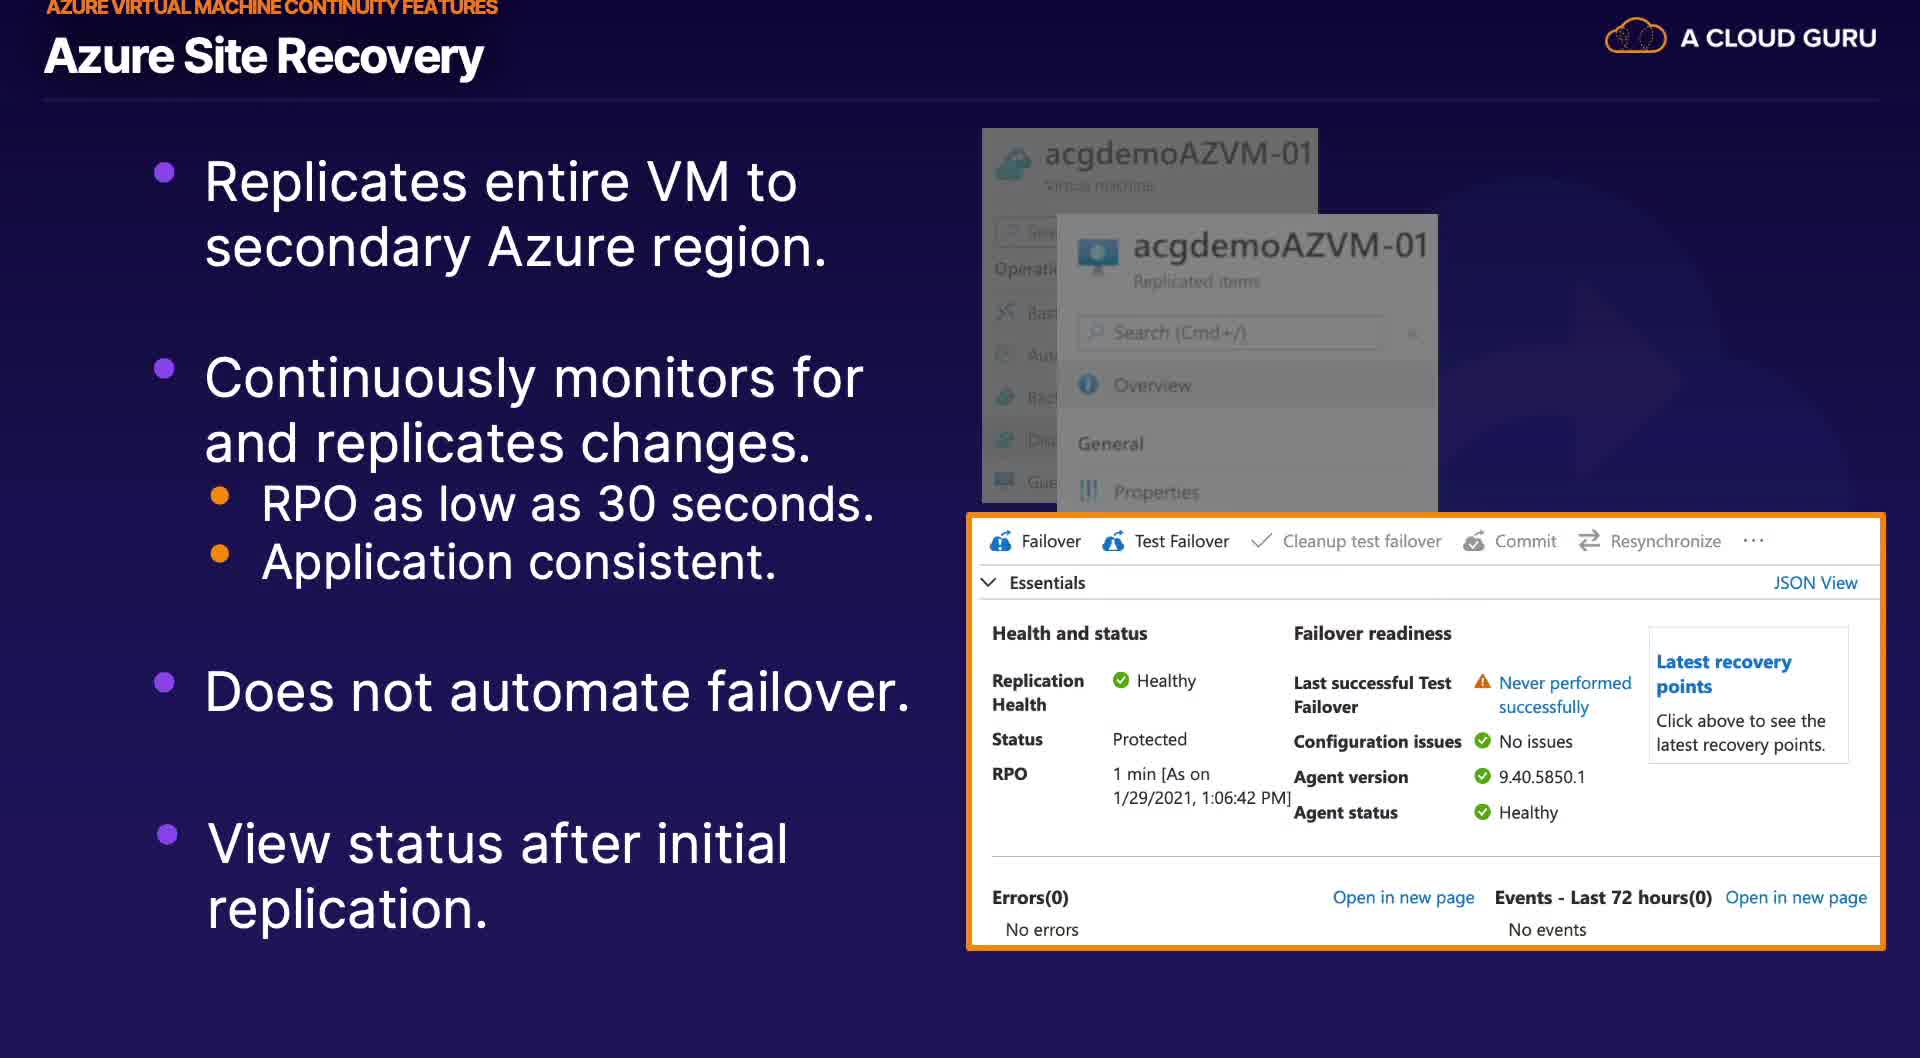 AZURE VIRTUAL MACHINE CONTINUITY FEATURES
Azure Site Recovery
A CLOUD GURU
Replicates entire VM to
secondary Azure region.
Continuously monitors for
and replicates changes.
RPO as low as 30 seconds.
Application consistent.
Does not automate failover.
View status after initial
replication.
acgdemoAZVM-01
Virtual machine
acgdemoAZVM-01
Replicated items
Search (Cmd+/)
Overview
General
Properties
Failover
Test Failover
Cleanup test failover
Commit
Resynchronize
Essentials
JSON View
Health and status
Replication
Health
Healthy
Status
Protected
RPO
1 min [As on
1/29/2021, 1:06:42 PM]
Failover readiness
Last successful Test
Failover
Never performed
successfully
Configuration issues
No issues
Agent version
9.40.5850.1
Agent status
Healthy
Latest recovery
points
Click above to see the
latest recovery points.
Errors(0)
Open in new page
No errors
Events - Last 72 hours(0)
Open in new page
No events